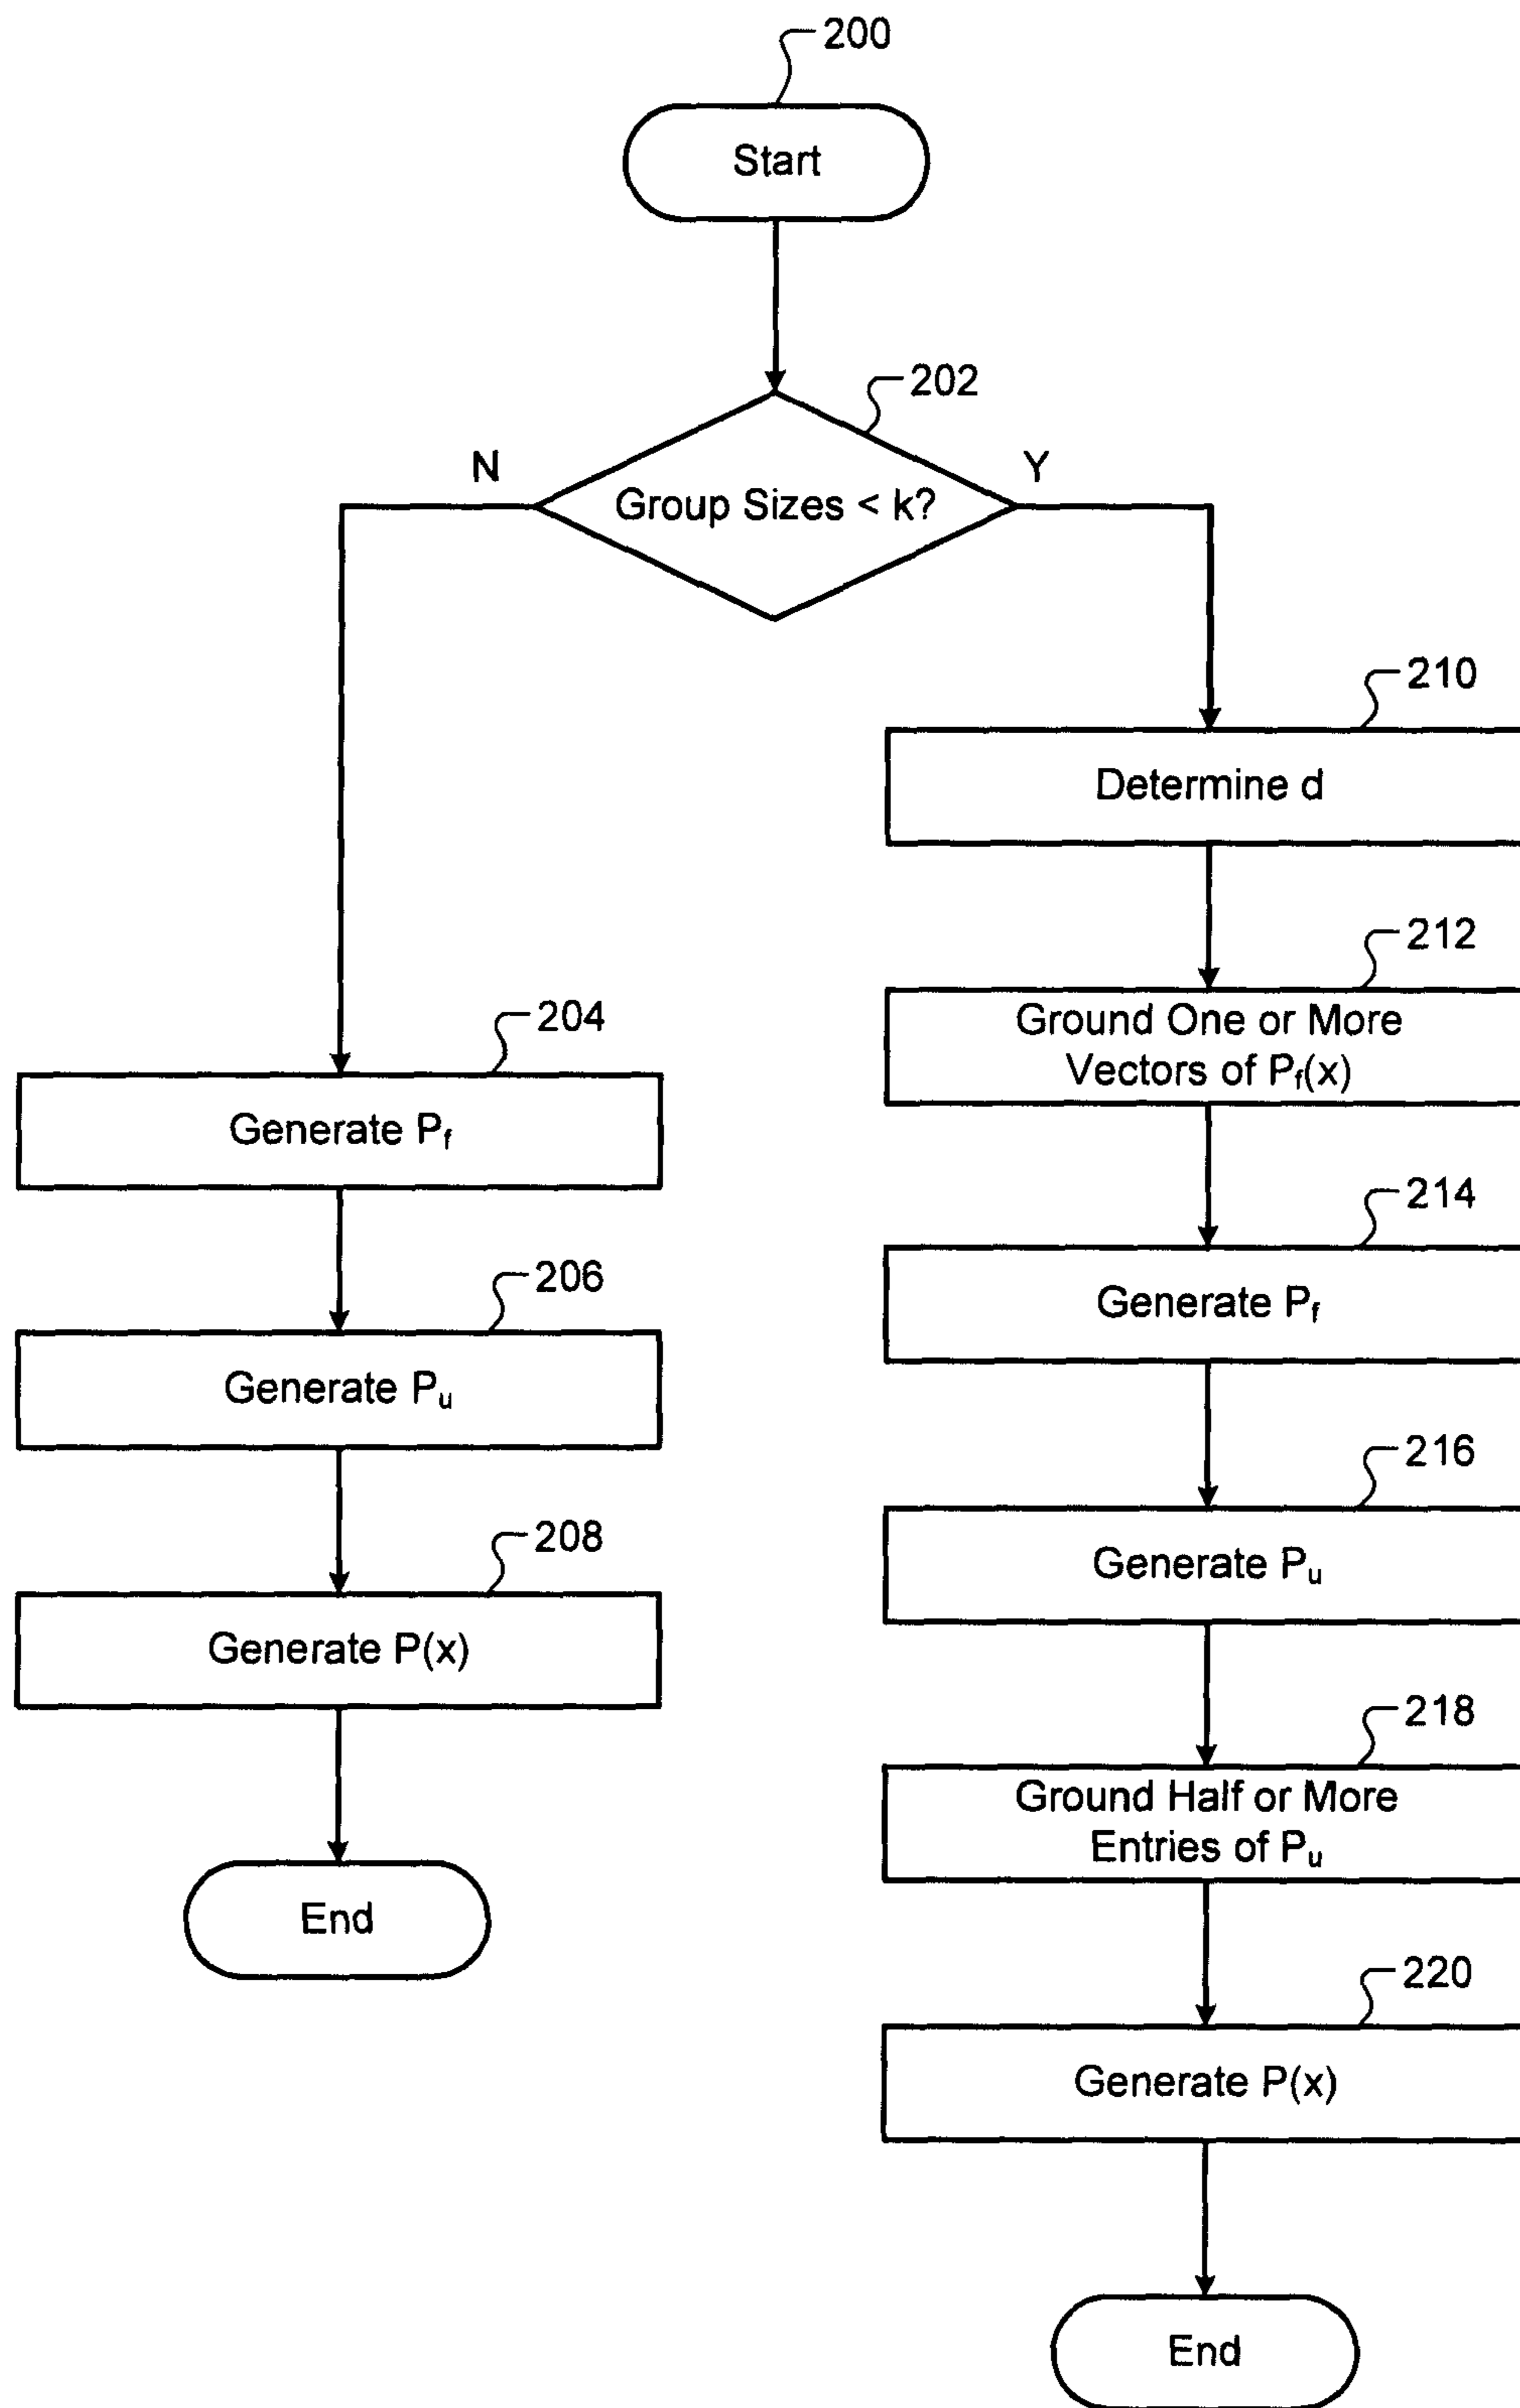 200
Start
202
N
Y
Group Sizes < k?
210
Determine d
212
Ground One or More
Vectors of Pf(x)
204
Generate Pf
214
Generate Pf
206
Generate Pu
216
Generate Pu
208
Generate P(x)
218
Ground Half or More
Entries of Pu
End
220
Generate P(x)
End